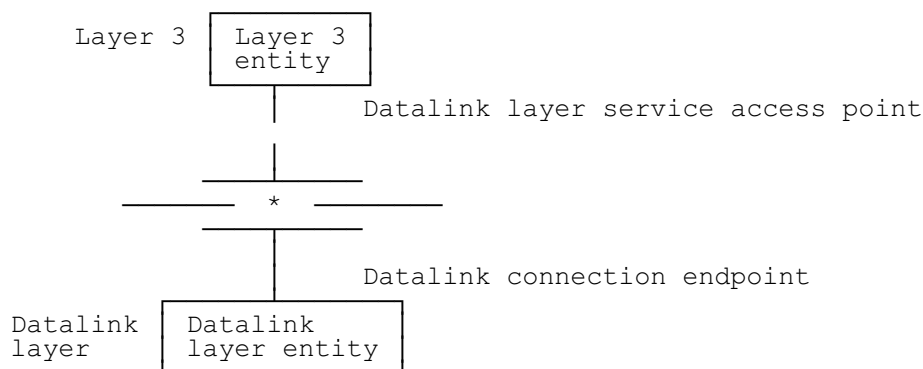 Layer 3
Layer 3
entity
Datalink layer service access point
*
Datalink connection endpoint
Datalink
layer
Datalink
layer entity